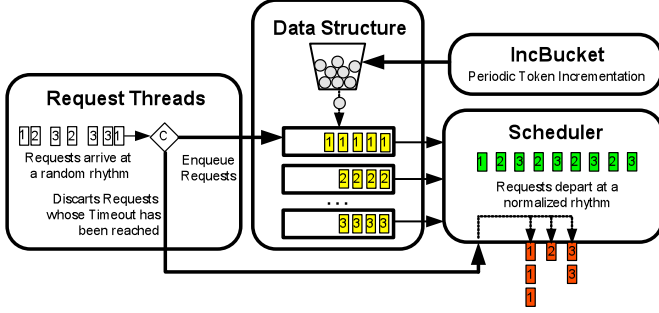 Data Structure
IncBucket
Periodic Token Incrementation
Request Threads
1 2 3 2 3 3 1
C
Requests arrive at
a random rhythm
Discarts Requests
whose Timeout has
been reached
Enqueue
Requests
1 1 1 1 1
2 2 2 2
...
3 3 3 3
Scheduler
1 2 3 2 3 2 3 2 3
Requests depart at a
normalized rhythm
1 2 3
1 3
1